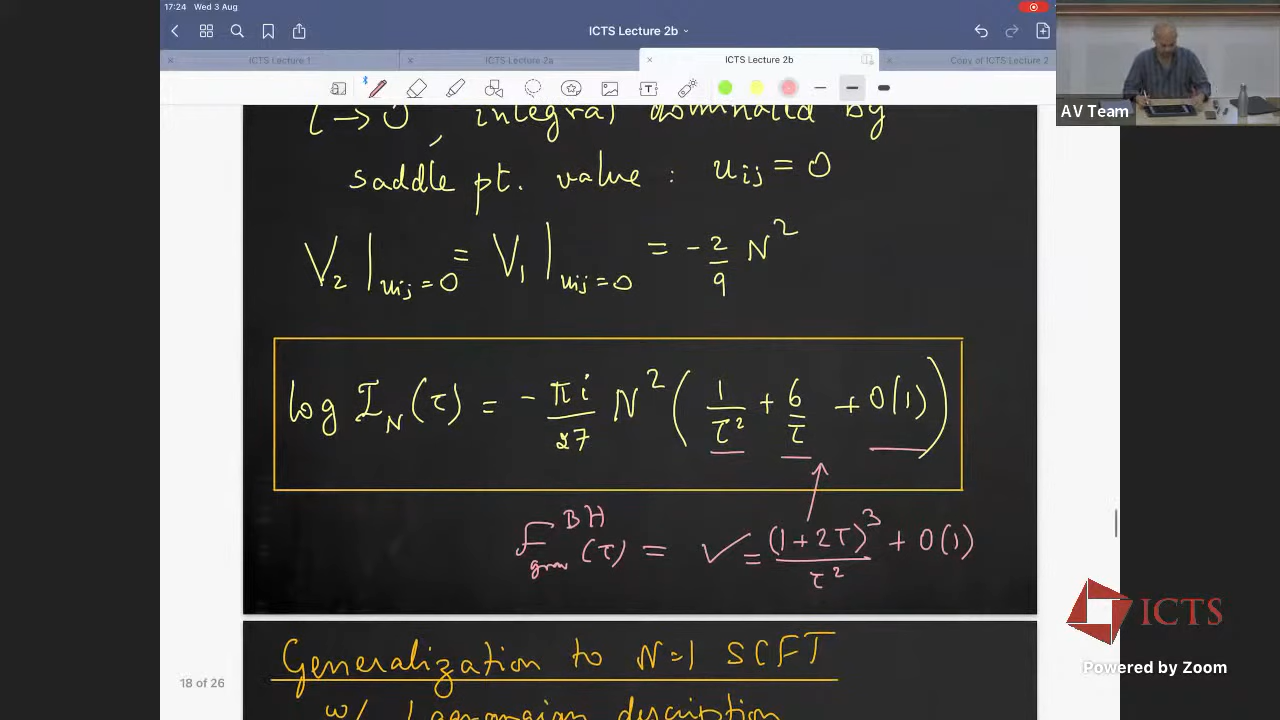 17:24 Wed 3 Aug
ICTS Lecture 2b
ICTS Lecture 1
ICTS Lecture 2a
ICTS Lecture 2b
Copy of ICTS Lecture 2
AV Team
τ → 0, integral dominated by
saddle pt. value : u_ij = 0
V_2 |_{u_ij = 0} = V_1 |_{u_ij = 0} = - 2/9 N^2
log I_N (τ) = - πi/27 N^2 ( 1/τ^2 + 6/τ + O(1) )
F_grav^BH (τ) = ✓ = (1+2τ)^3/τ^2 + O(1)
Generalization to N=1 SCFT
w/ Lagrangian description
18 of 26
ICTS
Powered by Zoom